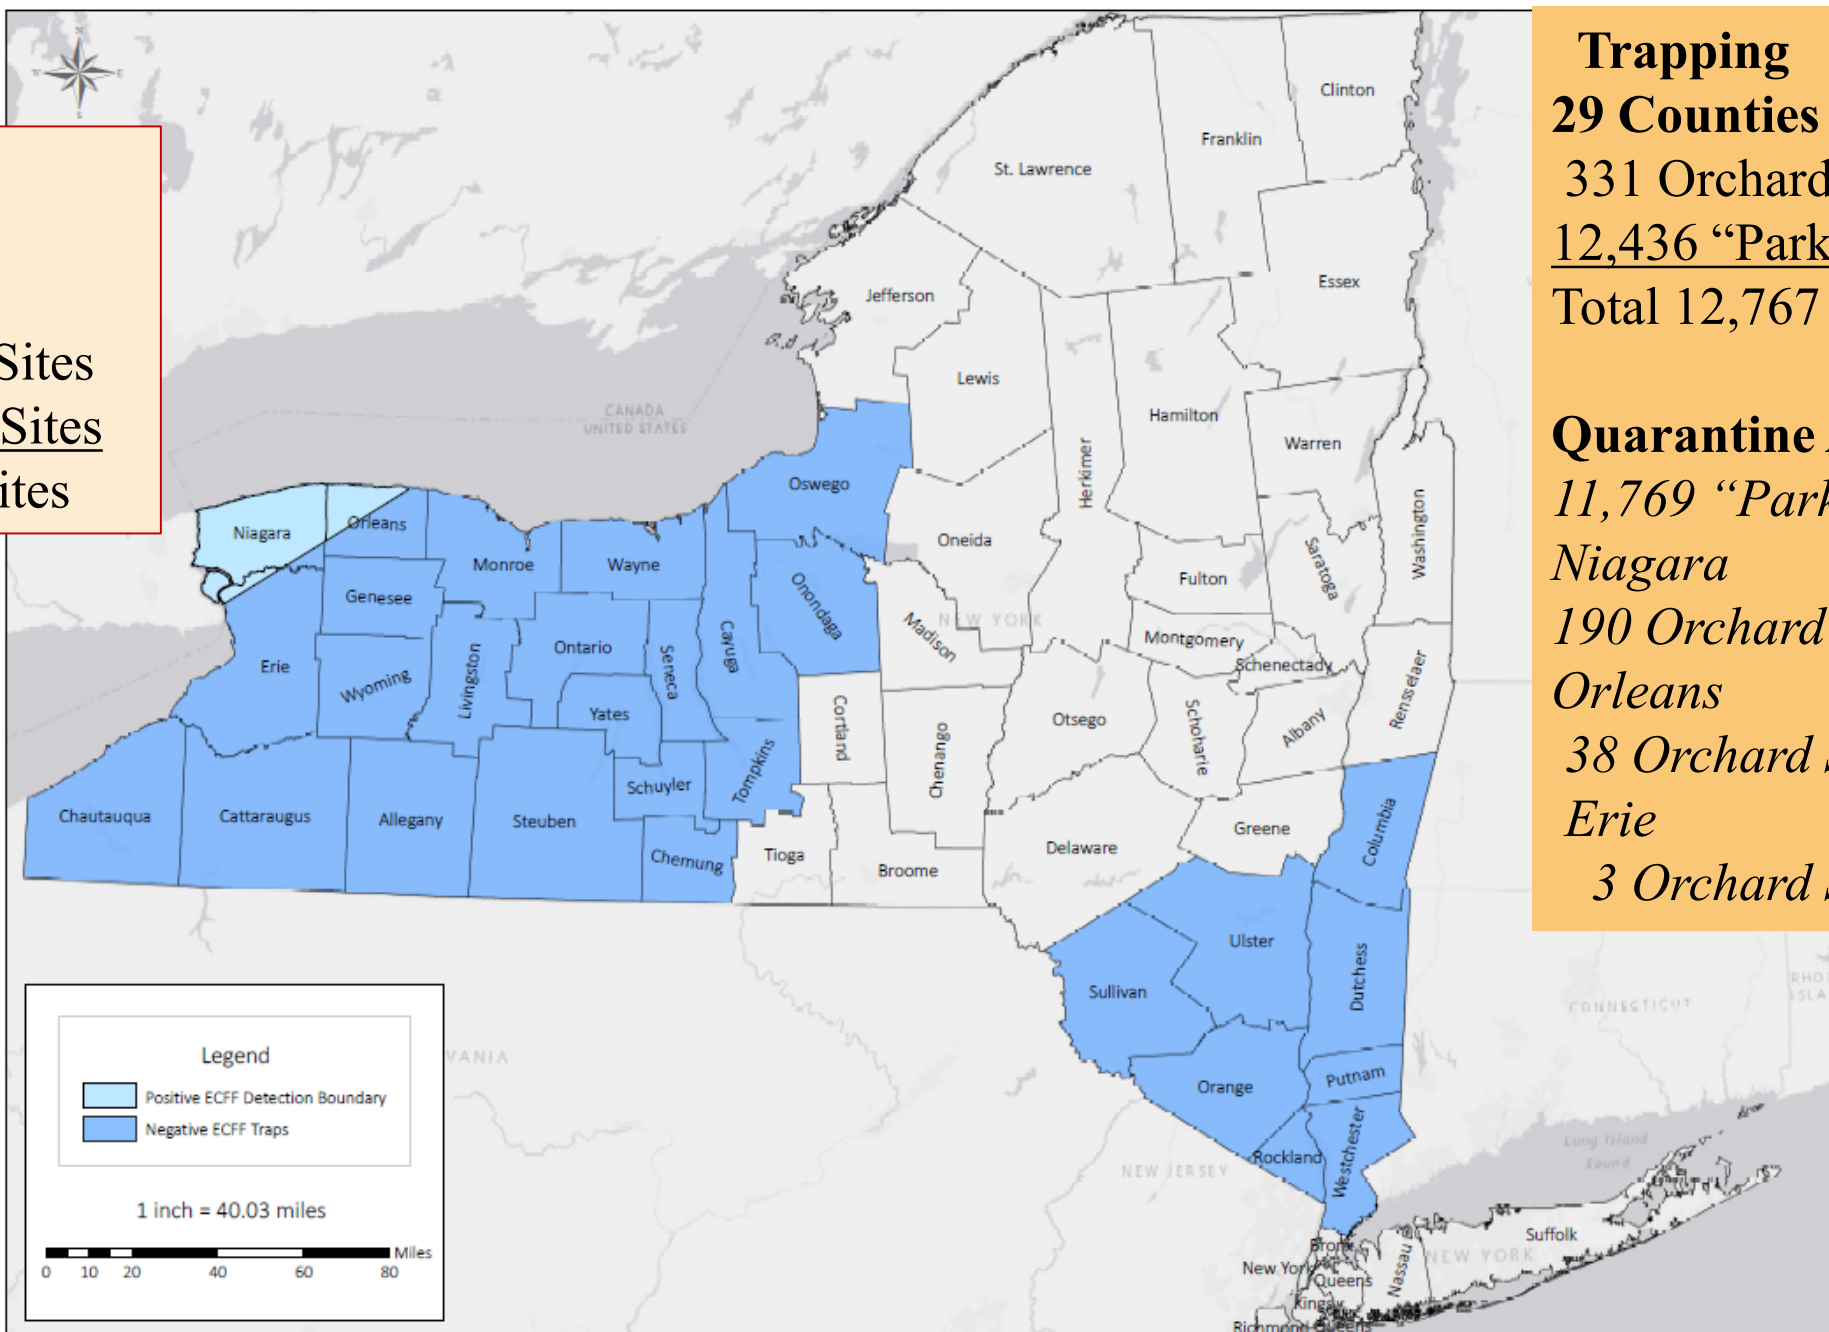 Trapping
29 Counties
331 Orchard
12,436 “Park
Total 12,767
Quarantine
11,769 “Park
Niagara
190 Orchard
Orleans
38 Orchard
Erie
3 Orchard
Sites
Sites
ites
N
W
E
S
Clinton
Franklin
St. Lawrence
Essex
Jefferson
Lewis
Hamilton
Warren
Herkimer
Washington
CANADA
UNITED STATES
Oswego
Oneida
Saratoga
Niagara
Orleans
Monroe
Wayne
Fulton
Genesee
Onondaga
Madison
NEW YORK
Montgomery
Schenectady
Cayuga
Ontario
Seneca
Erie
Wyoming
Livingston
Rensselaer
Yates
Cortland
Chenango
Otsego
Schoharie
Albany
Schuyler
Tompkins
Chautauqua
Cattaraugus
Allegany
Steuben
Chemung
Tioga
Broome
Delaware
Greene
Columbia
Ulster
Sullivan
Dutchess
CONNECTICUT
RHO
ISLA
VANIA
Orange
Putnam
Rockland
Westchester
NEW JERSEY
Long Island
Sound
Suffolk
NEW YORK
Nassau
Bronx
New York
Queens
Kings
Richmond
Queens
Legend
Positive ECFF Detection Boundary
Negative ECFF Traps
1 inch = 40.03 miles
Miles
0 10 20 40 60 80